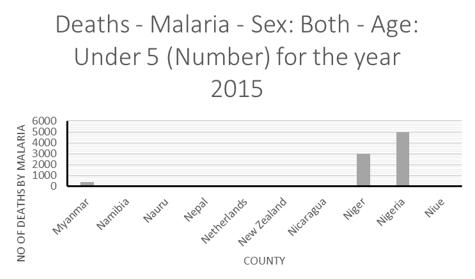 Deaths - Malaria - Sex: Both - Age:
Under 5 (Number) for the year
2015
NO OF DEATHS BY MALARIA
6000
5000
4000
3000
2000
1000
0
Myanmar
Namibia
Nauru
Nepal
Netherlands
New Zealand
Nicaragua
Niger
Nigeria
Niue
COUNTY